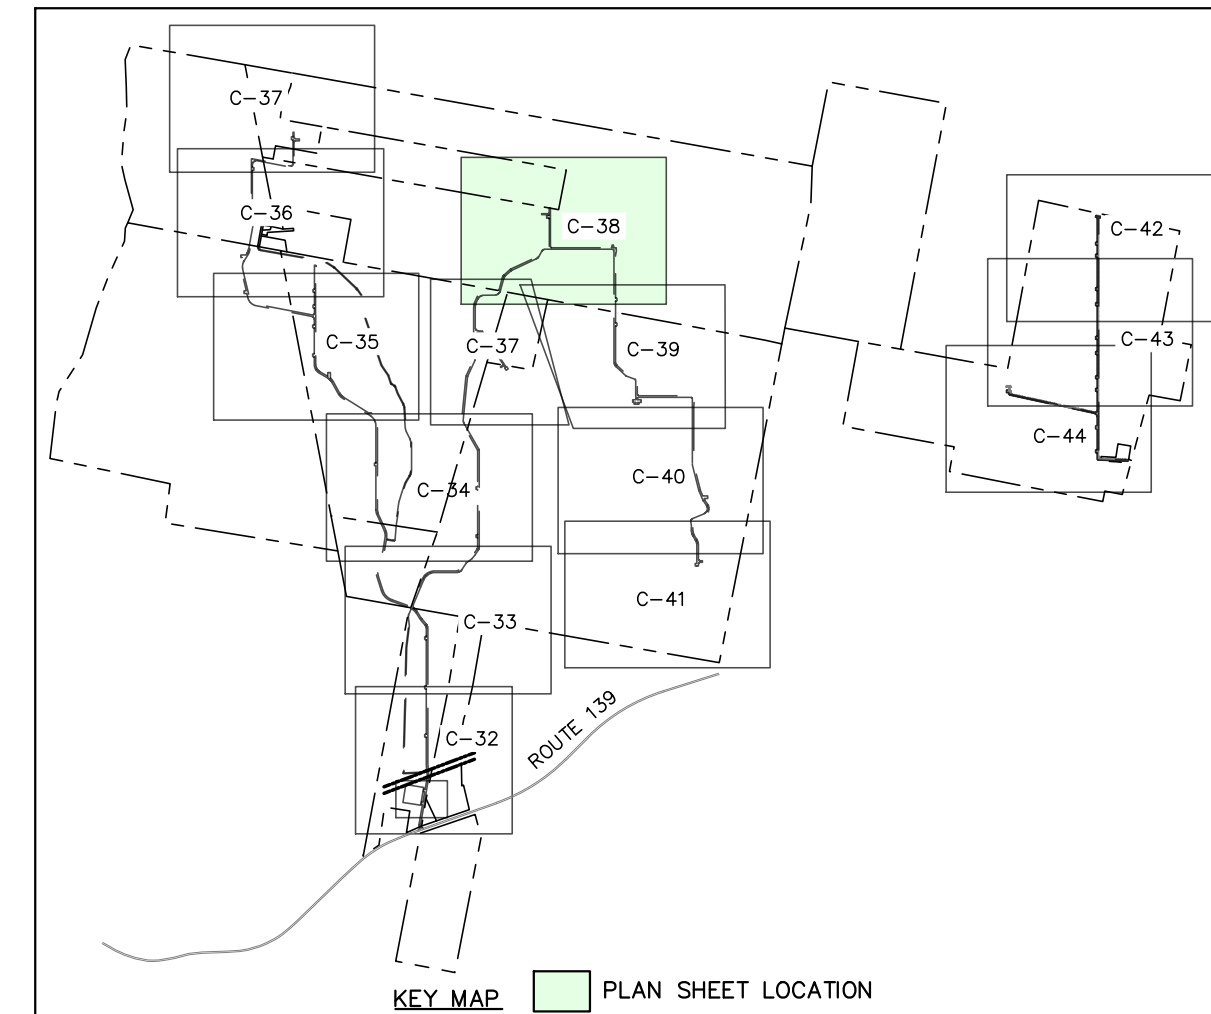 C-37
C-36
C-38
C-42
C-35
C-37
C-39
C-43
C-44
C-34
C-40
C-41
C-33
C-32
ROUTE 139
KEY MAP
PLAN SHEET LOCATION